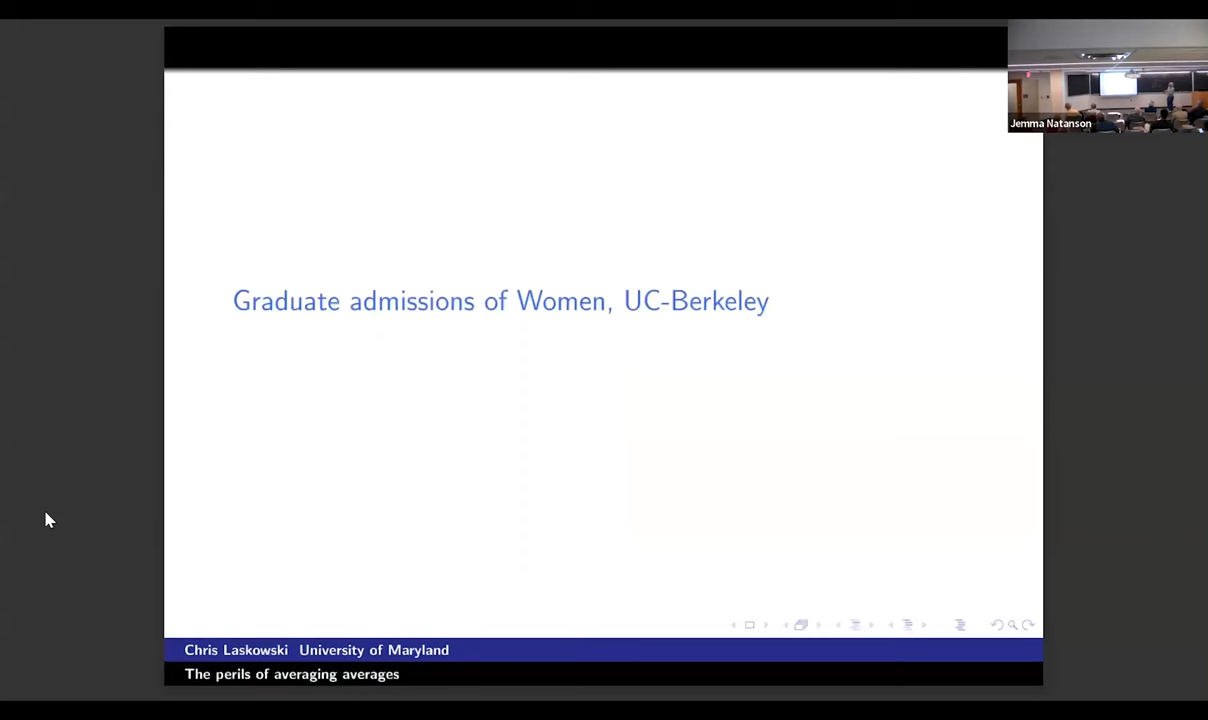 Jemma Natanson
Graduate admissions of Women, UC-Berkeley
Chris Laskowski University of Maryland
The perils of averaging averages